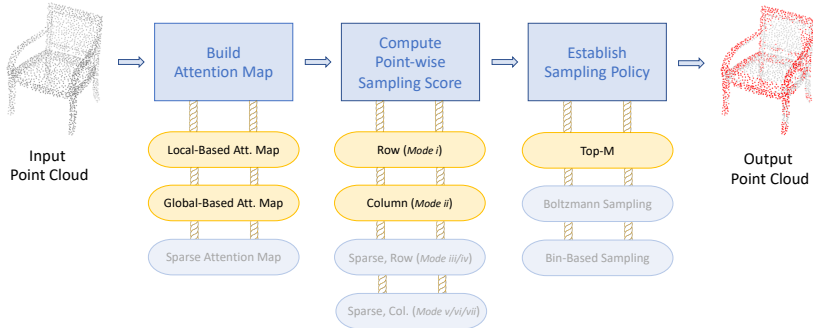 Build
Attention Map
Compute
Point-wise
Sampling Score
Establish
Sampling Policy
Input
Point Cloud
Local-Based Att. Map
Global-Based Att. Map
Sparse Attention Map
Row (Mode i)
Column (Mode ii)
Sparse, Row (Mode iii/iv)
Sparse, Col. (Mode v/vi/vii)
Top-M
Boltzmann Sampling
Bin-Based Sampling
Output
Point Cloud